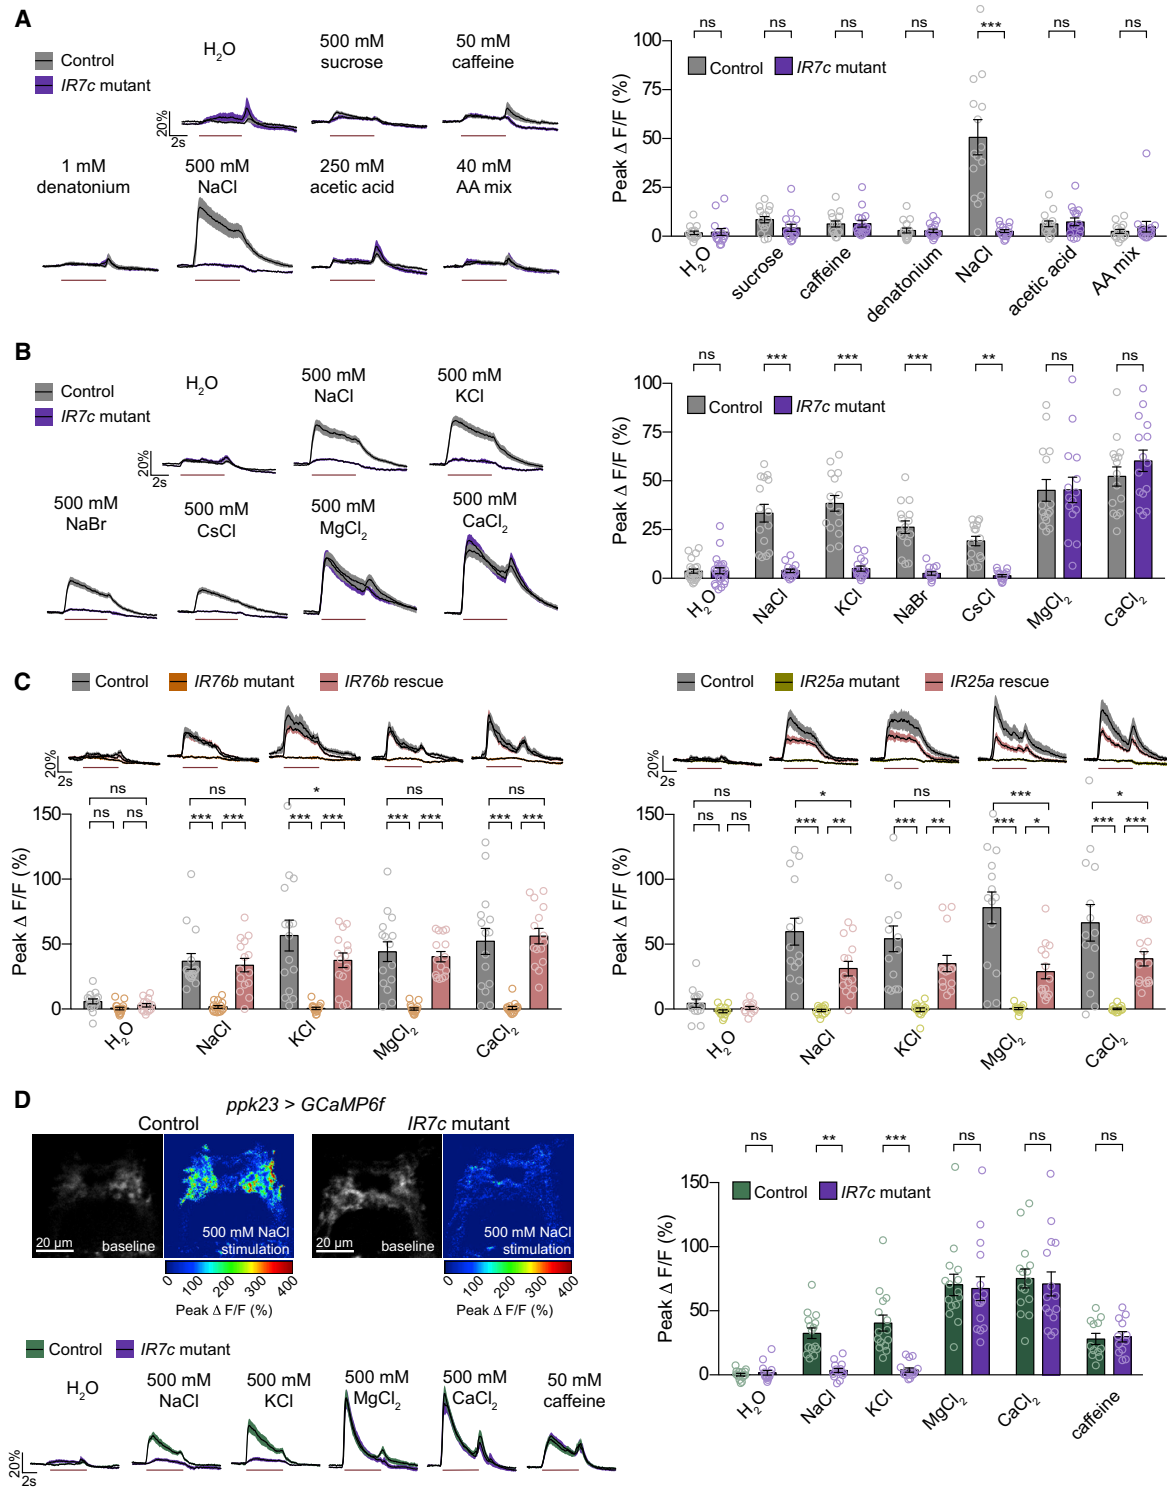 A
Control
IR7c mutant
H2O
500 mM
sucrose
50 mM
caffeine
20%
2s
1 mM
denatonium
500 mM
NaCl
250 mM
acetic acid
40 mM
AA mix
ns ns ns ns *** ns ns
Control IR7c mutant
Peak Δ F/F (%)
100
75
50
25
0
H2O sucrose caffeine denatonium NaCl acetic acid AA mix
B
Control
IR7c mutant
H2O
500 mM
NaCl
500 mM
KCl
20%
2s
500 mM
NaBr
500 mM
CsCl
500 mM
MgCl2
500 mM
CaCl2
ns *** *** *** ** ns ns
Control IR7c mutant
Peak Δ F/F (%)
100
75
50
25
0
H2O NaCl KCl NaBr CsCl MgCl2 CaCl2
C
Control IR76b mutant IR76b rescue
20%
2s
ns ns * ns ns
ns ns *** *** *** *** *** *** *** ***
Peak Δ F/F (%)
150
100
50
0
H2O NaCl KCl MgCl2 CaCl2
Control IR25a mutant IR25a rescue
20%
2s
ns * ns *** *
ns ns *** ** *** ** *** * *** ***
Peak Δ F/F (%)
150
100
50
0
H2O NaCl KCl MgCl2 CaCl2
D
ppk23 > GCaMP6f
Control IR7c mutant
20 µm baseline
500 mM NaCl
stimulation
20 µm baseline
500 mM NaCl
stimulation
0 100 200 300 400
Peak Δ F/F (%)
0 100 200 300 400
Peak Δ F/F (%)
Control IR7c mutant
H2O
500 mM
NaCl
500 mM
KCl
500 mM
MgCl2
500 mM
CaCl2
50 mM
caffeine
20%
2s
ns ** *** ns ns ns
Control IR7c mutant
Peak Δ F/F (%)
150
100
50
0
H2O NaCl KCl MgCl2 CaCl2 caffeine